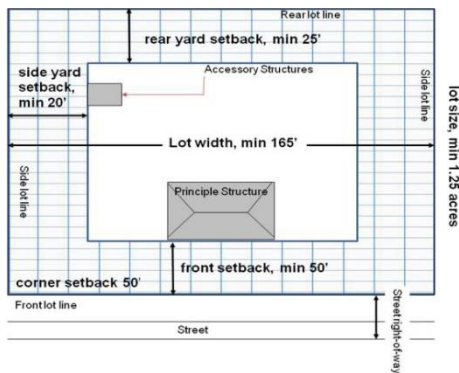 Rear lot line
rear yard setback, min 25'
side yard
setback,
min 20'
Accessory Structures
Side lot line
lot size, min 1.25 acres
Lot width, min 165'
Side lot line
Principle Structure
front setback, min 50'
corner setback 50'
Front lot line
Street right-of-way
Street